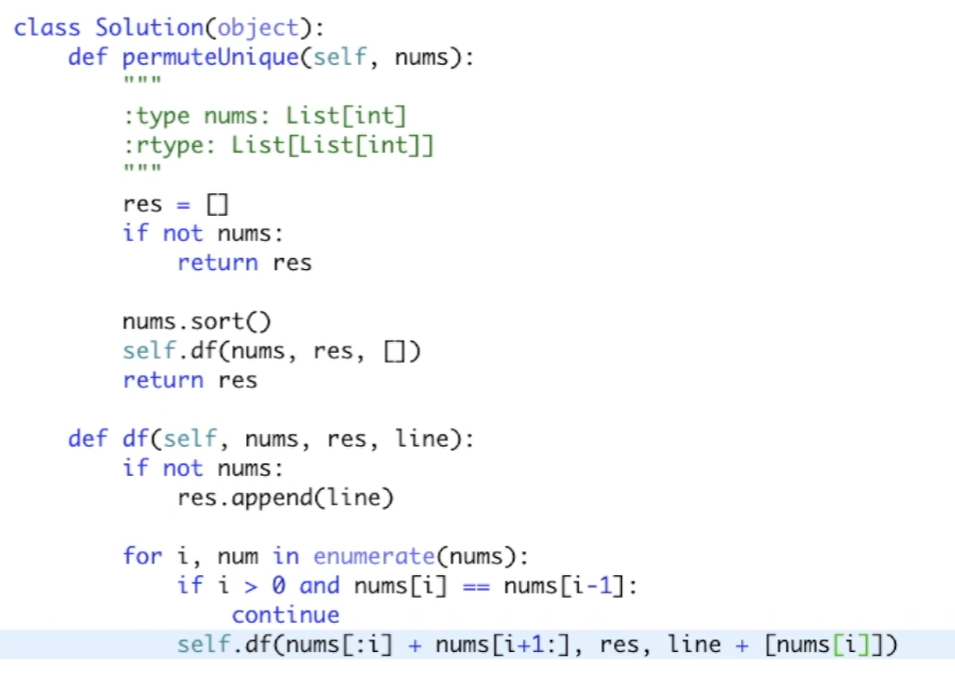 class Solution(object):
    def permuteUnique(self, nums):
        """
        :type nums: List[int]
        :rtype: List[List[int]]
        """
        res = []
        if not nums:
            return res

        nums.sort()
        self.df(nums, res, [])
        return res

    def df(self, nums, res, line):
        if not nums:
            res.append(line)

        for i, num in enumerate(nums):
            if i > 0 and nums[i] == nums[i-1]:
                continue
            self.df(nums[:i] + nums[i+1:], res, line + [nums[i]])